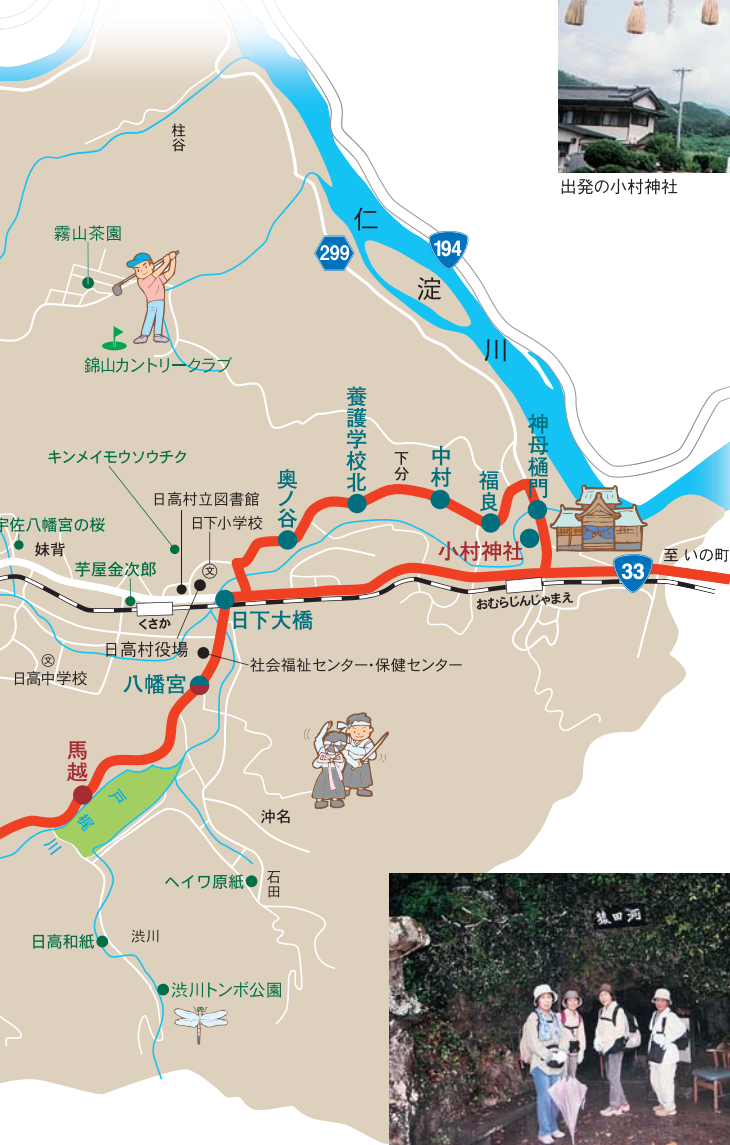 出発の小村神社
柱谷
仁淀川
194
299
霧山茶園
錦山カントリークラブ
養護学校北
神母樋門
キンメイモウソウチク
下分
中村
奥ノ谷
福良
日高村立図書館
宇佐八幡宮の桜
日下小学校
妹背
小村神社
至 いの町
芋屋金次郎
文
33
くさか
おむらじんじゃまえ
日下大橋
日高村役場
文
社会福祉センター・保健センター
日高中学校
八幡宮
馬越
戸梶川
沖名
ヘイワ原紙
石田
日高和紙
渋川
渋川トンボ公園
猿田洞